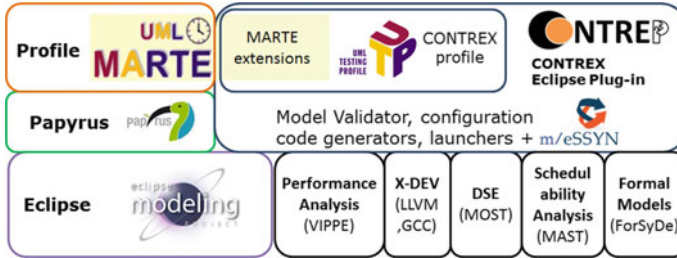 Profile
UML
MARTE
MARTE
extensions
UML
TESTING
PROFILE
UTP
CONTREX
profile
CONTREP
CONTREX
Eclipse Plug-in
Papyrus
papyrus
Model Validator, configuration
code generators, launchers + m/eSSYN
Eclipse
eclipse
modeling
PROJECT
Performance
Analysis
(VIPPE)
X-DEV
(LLVM
,GCC)
DSE
(MOST)
Schedul
ability
Analysis
(MAST)
Formal
Models
(ForSyDe)